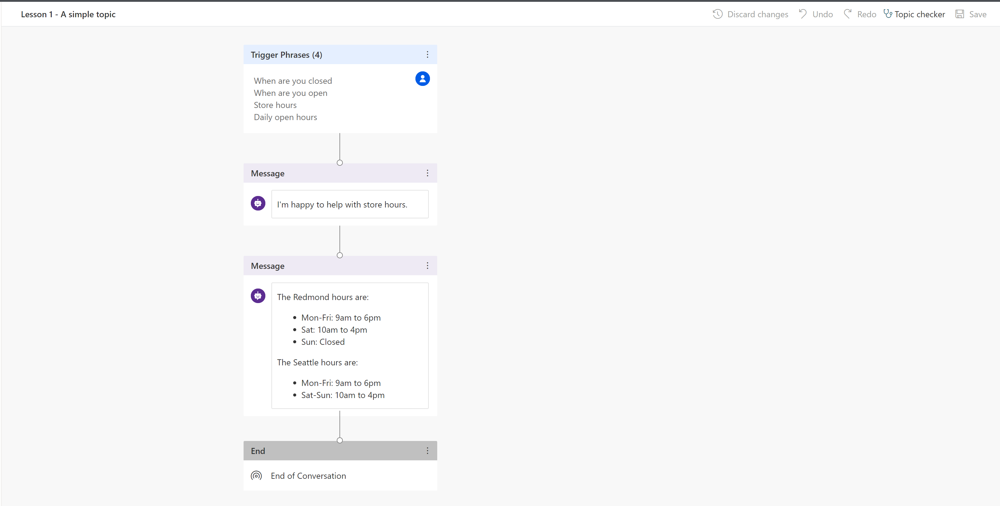 Lesson 1 - A simple topic
Discard changes
Undo
Redo
Topic checker
Save
Trigger Phrases (4)
When are you closed
When are you open
Store hours
Daily open hours
Message
I'm happy to help with store hours.
Message
The Redmond hours are:
• Mon-Fri: 9am to 6pm
• Sat: 10am to 4pm
• Sun: Closed
The Seattle hours are:
• Mon-Fri: 9am to 6pm
• Sat-Sun: 10am to 4pm
End
End of Conversation